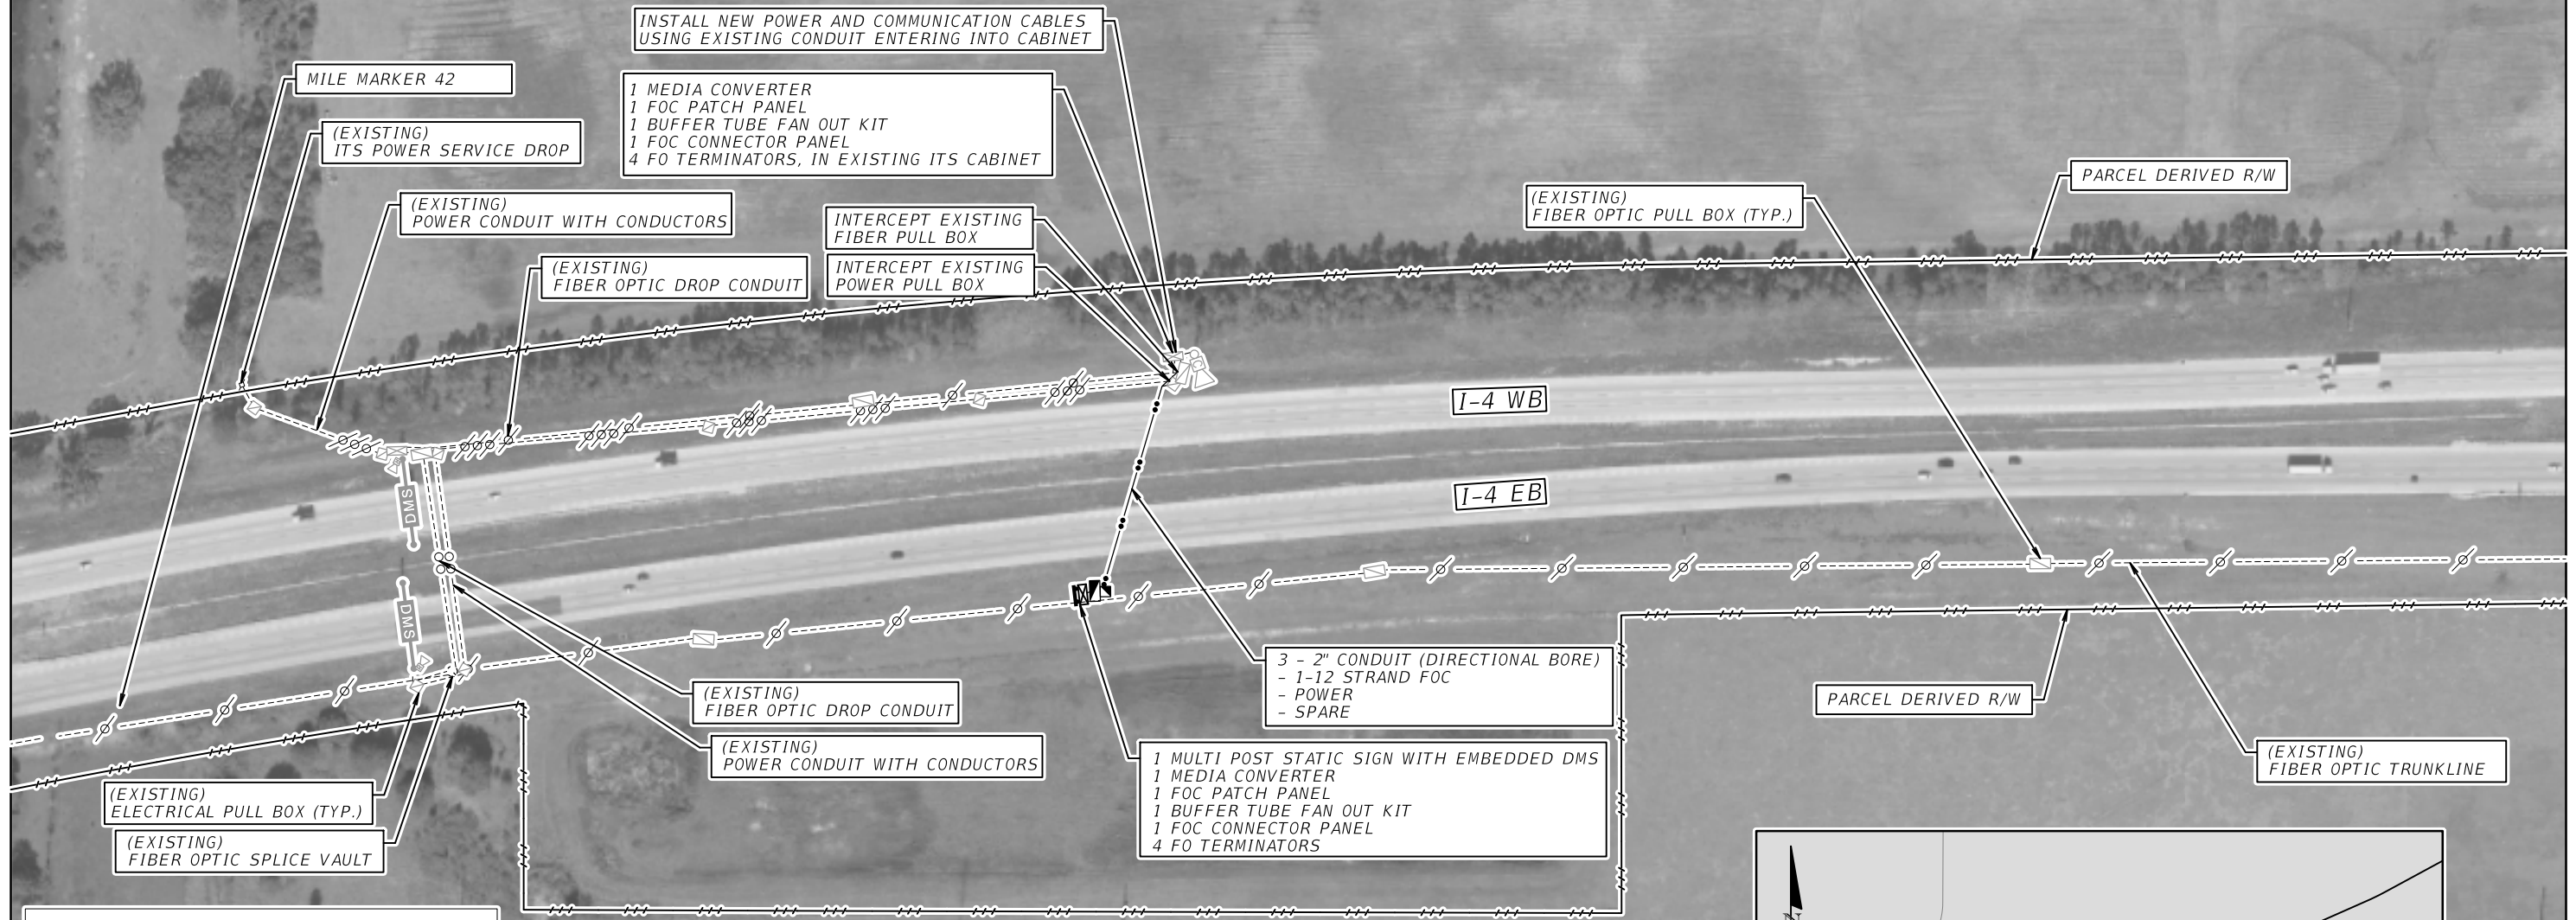 INSTALL NEW POWER AND COMMUNICATION CABLES
USING EXISTING CONDUIT ENTERING INTO CABINET
MILE MARKER 42
1 MEDIA CONVERTER
1 FOC PATCH PANEL
1 BUFFER TUBE FAN OUT KIT
1 FOC CONNECTOR PANEL
4 FO TERMINATORS, IN EXISTING ITS CABINET
(EXISTING)
ITS POWER SERVICE DROP
(EXISTING)
POWER CONDUIT WITH CONDUCTORS
INTERCEPT EXISTING
FIBER PULL BOX
INTERCEPT EXISTING
POWER PULL BOX
(EXISTING)
FIBER OPTIC DROP CONDUIT
(EXISTING)
FIBER OPTIC PULL BOX (TYP.)
PARCEL DERIVED R/W
I-4 WB
I-4 EB
DMS
DMS
3 - 2" CONDUIT (DIRECTIONAL BORE)
- 1-12 STRAND FOC
- POWER
- SPARE
(EXISTING)
FIBER OPTIC DROP CONDUIT
(EXISTING)
POWER CONDUIT WITH CONDUCTORS
PARCEL DERIVED R/W
1 MULTI POST STATIC SIGN WITH EMBEDDED DMS
1 MEDIA CONVERTER
1 FOC PATCH PANEL
1 BUFFER TUBE FAN OUT KIT
1 FOC CONNECTOR PANEL
4 FO TERMINATORS
(EXISTING)
FIBER OPTIC TRUNKLINE
(EXISTING)
ELECTRICAL PULL BOX (TYP.)
(EXISTING)
FIBER OPTIC SPLICE VAULT
N